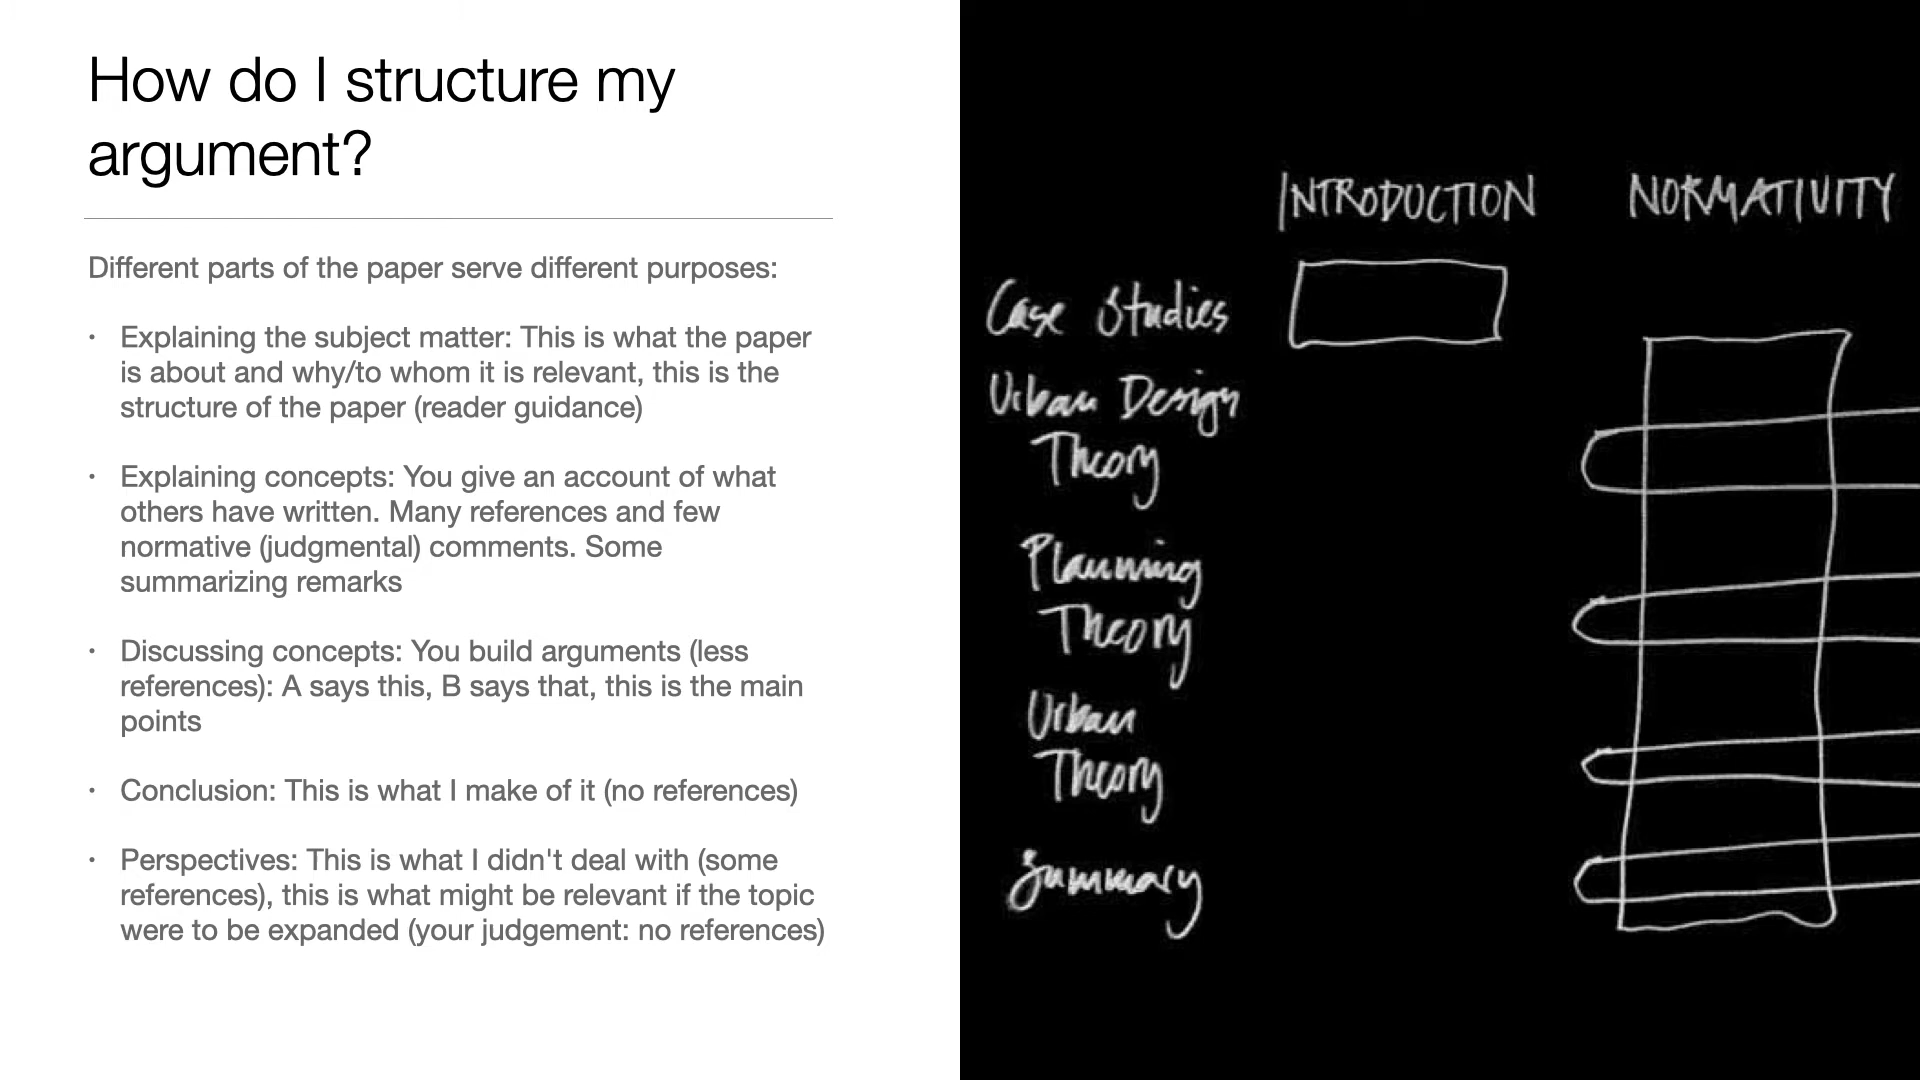 How do I structure my
argument?
Different parts of the paper serve different purposes:
• Explaining the subject matter: This is what the paper
is about and why/to whom it is relevant, this is the
structure of the paper (reader guidance)
• Explaining concepts: You give an account of what
others have written. Many references and few
normative (judgmental) comments. Some
summarizing remarks
• Discussing concepts: You build arguments (less
references): A says this, B says that, this is the main
points
• Conclusion: This is what I make of it (no references)
• Perspectives: This is what I didn't deal with (some
references), this is what might be relevant if the topic
were to be expanded (your judgement: no references)
INTRODUCTION NORMATIVITY
Case Studies
Urban Design
Theory
Planning
Theory
Urban
Theory
Summary